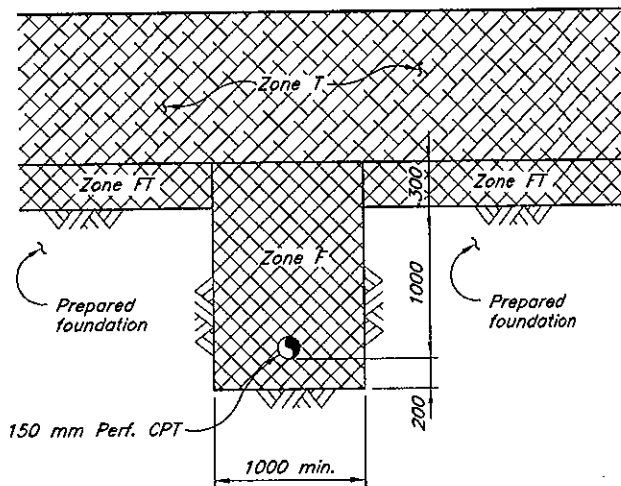 Zone T
Zone FT
Zone FT
300
Zone F
1000
Prepared
foundation
Prepared
foundation
150 mm Perf. CPT
200
1000 min.